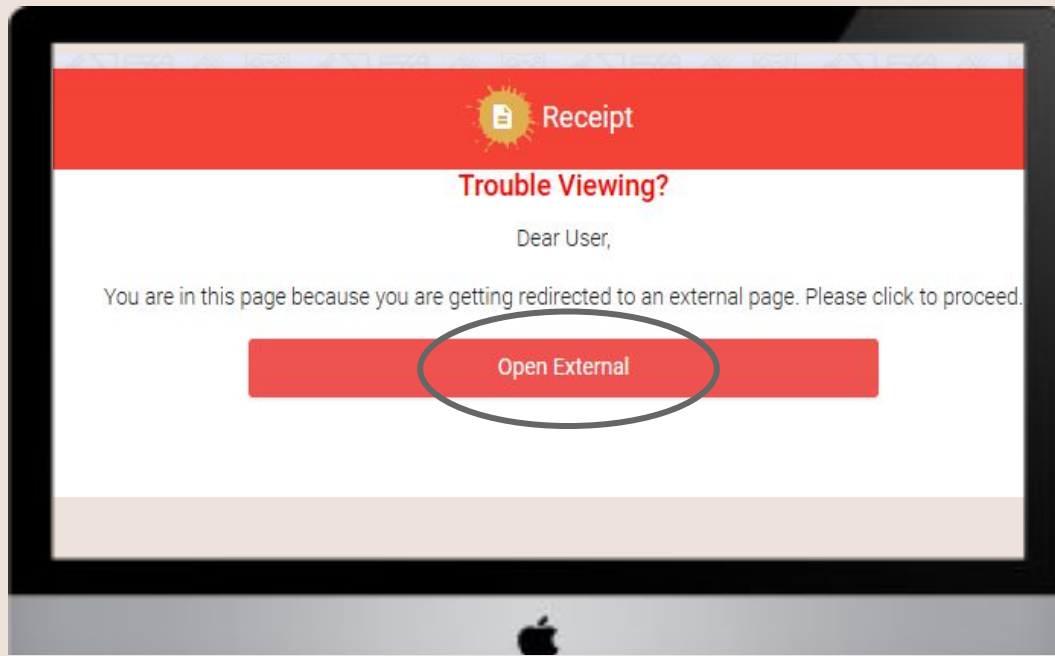 Receipt
Trouble Viewing?
Dear User,
You are in this page because you are getting redirected to an external page. Please click to proceed.
Open External